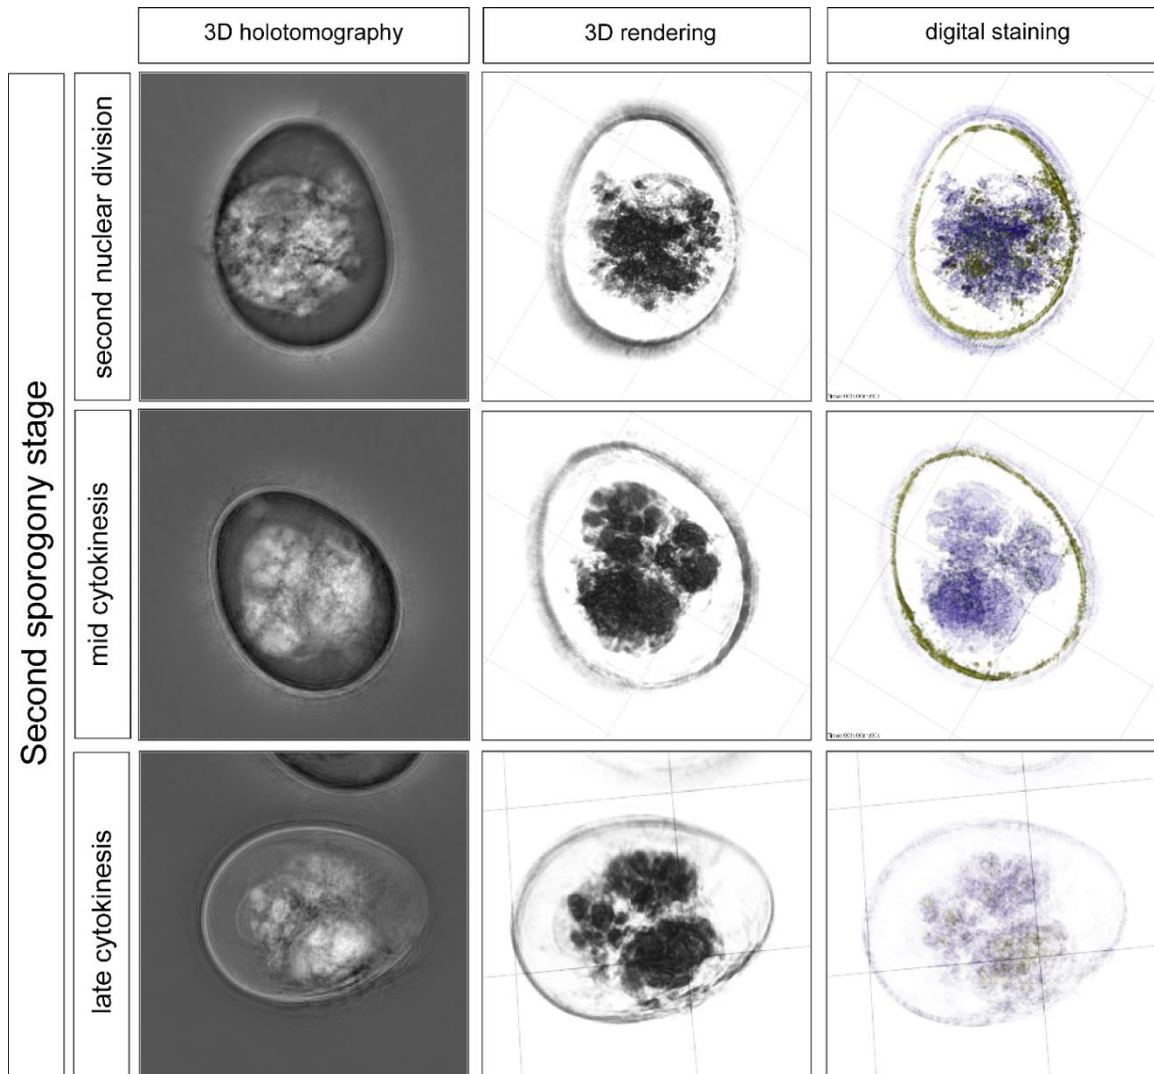 3D holotomography
3D rendering
digital staining
Second sporogony stage
second nuclear division
mid cytokinesis
late cytokinesis